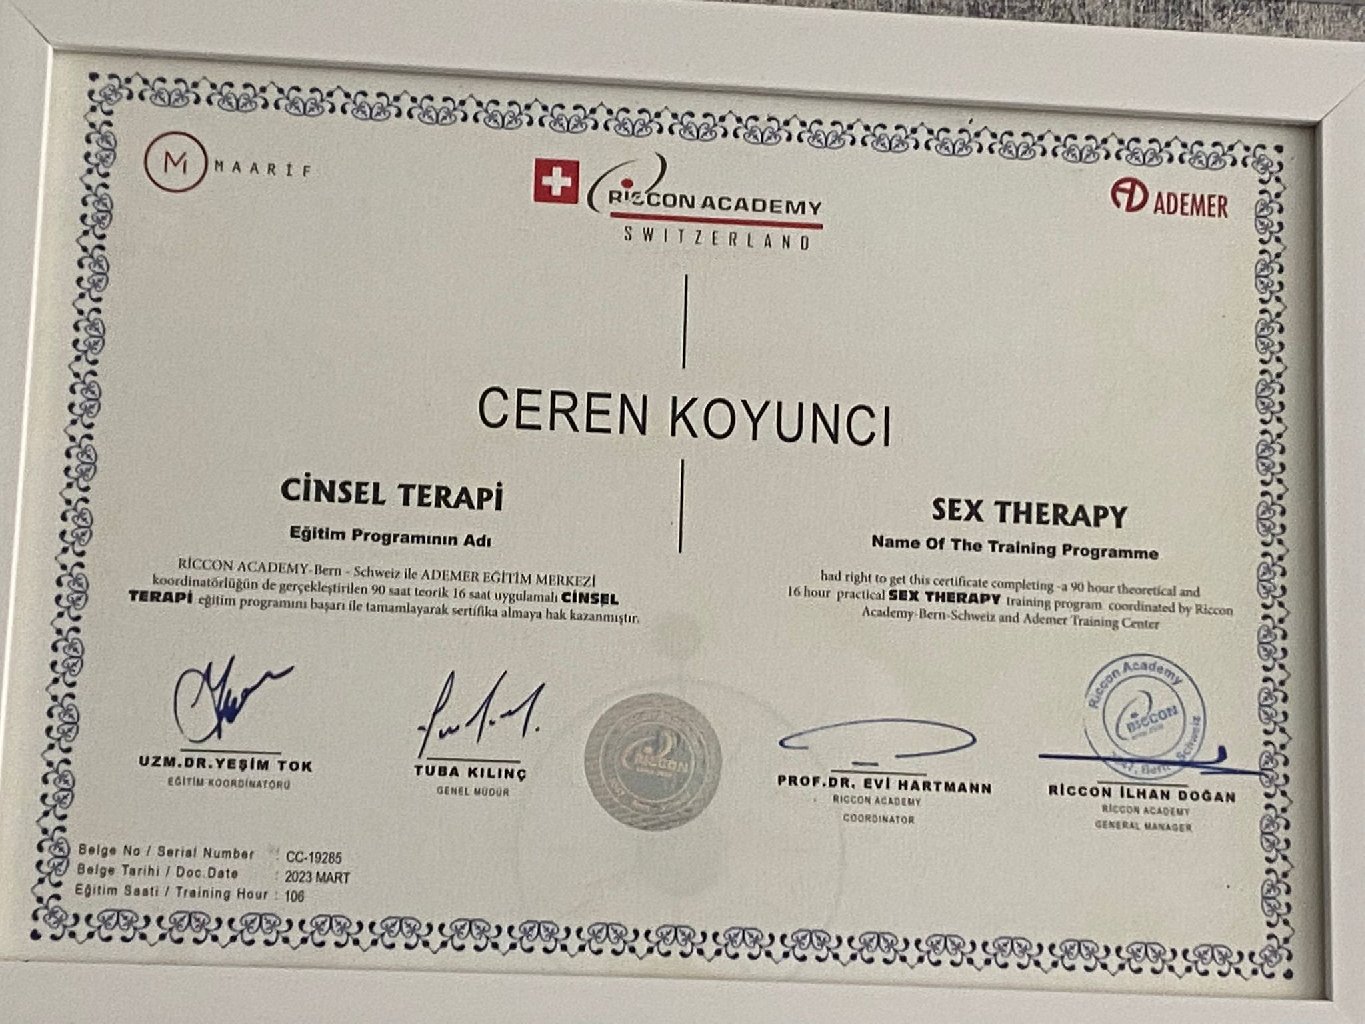 MAARİF
RICCON ACADEMY
SWITZERLAND
ADEMER
CEREN KOYUNCI
CİNSEL TERAPİ
Eğitim Programının Adı
RİCCON ACADEMY-Bern - Schweiz ile ADEMER EĞİTİM MERKEZİ
koordinatörlüğün de gerçekleştirilen 90 saat teorik 16 saat uygulamalı CİNSEL
TERAPİ eğitim programını başarı ile tamamlayarak sertifika almaya hak kazanmıştır.
SEX THERAPY
Name Of The Training Programme
had right to get this certificate completing -a 90 hour theoretical and
16 hour practical SEX THERAPY training program coordinated by Riccon
Academy-Bern-Schweiz and Ademer Training Center
UZM.DR.YEŞİM TOK
EĞİTİM KOORDİNATÖRÜ
TUBA KILINÇ
GENEL MÜDÜR
RICCON
PROF.DR. EVİ HARTMANN
RICCON ACADEMY
COORDINATOR
Riccon Academy
RICCON
RİCCON İLHAN DOĞAN
RİCCON ACADEMY
GENERAL MANAGER
Belge No / Serial Number : CC-19285
Belge Tarihi / Doc.Date : 2023 MART
Eğitim Saati / Training Hour : 106